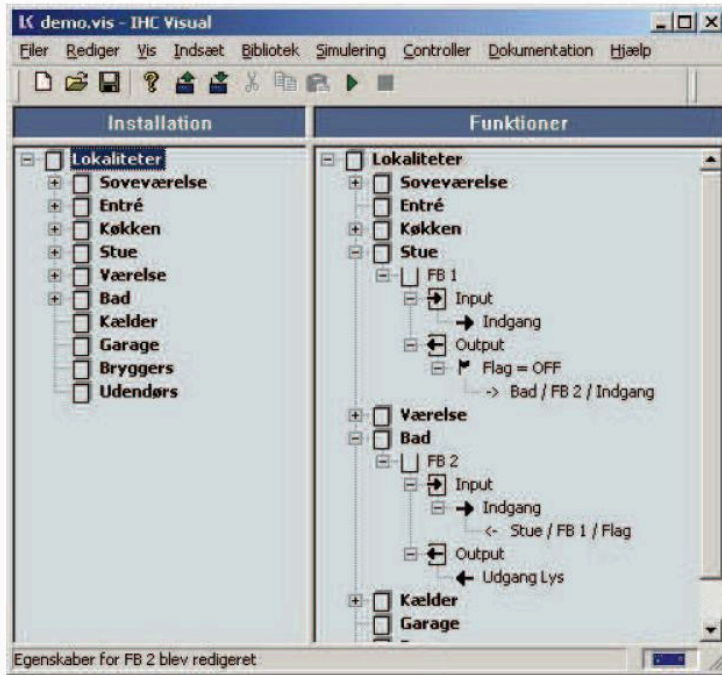 LK demo.vis - IHC Visual
Filer Rediger Vis Indsæt Bibliotek Simulering Controller Dokumentation Hjælp
Installation
Lokaliteter
Soveværelse
Entré
Køkken
Stue
Værelse
Bad
Kælder
Garage
Bryggers
Udendørs
Funktioner
Lokaliteter
Soveværelse
Entré
Køkken
Stue
FB 1
Input
Indgang
Output
Flag = OFF
-> Bad / FB 2 / Indgang
Værelse
Bad
FB 2
Input
Indgang
<- Stue / FB 1 / Flag
Output
Udgang Lys
Kælder
Garage
Egenskaber for FB 2 blev redigeret